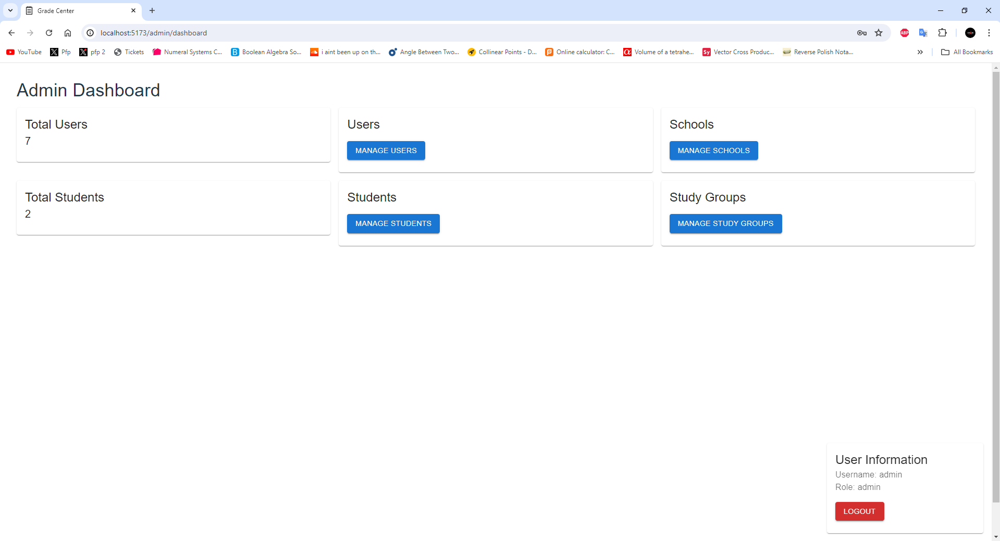 Grade Center
localhost:5173/admin/dashboard
ABP
YouTube Pfp pfp 2 Tickets Numeral Systems C... Boolean Algebra So... i aint been up on th... Angle Between Two... Collinear Points - D... Online calculator: C... Volume of a tetrahe... Sy Vector Cross Produc... Reverse Polish Nota... All Bookmarks
Admin Dashboard
Total Users
7
Users
MANAGE USERS
Schools
MANAGE SCHOOLS
Total Students
2
Students
MANAGE STUDENTS
Study Groups
MANAGE STUDY GROUPS
User Information
Username: admin
Role: admin
LOGOUT